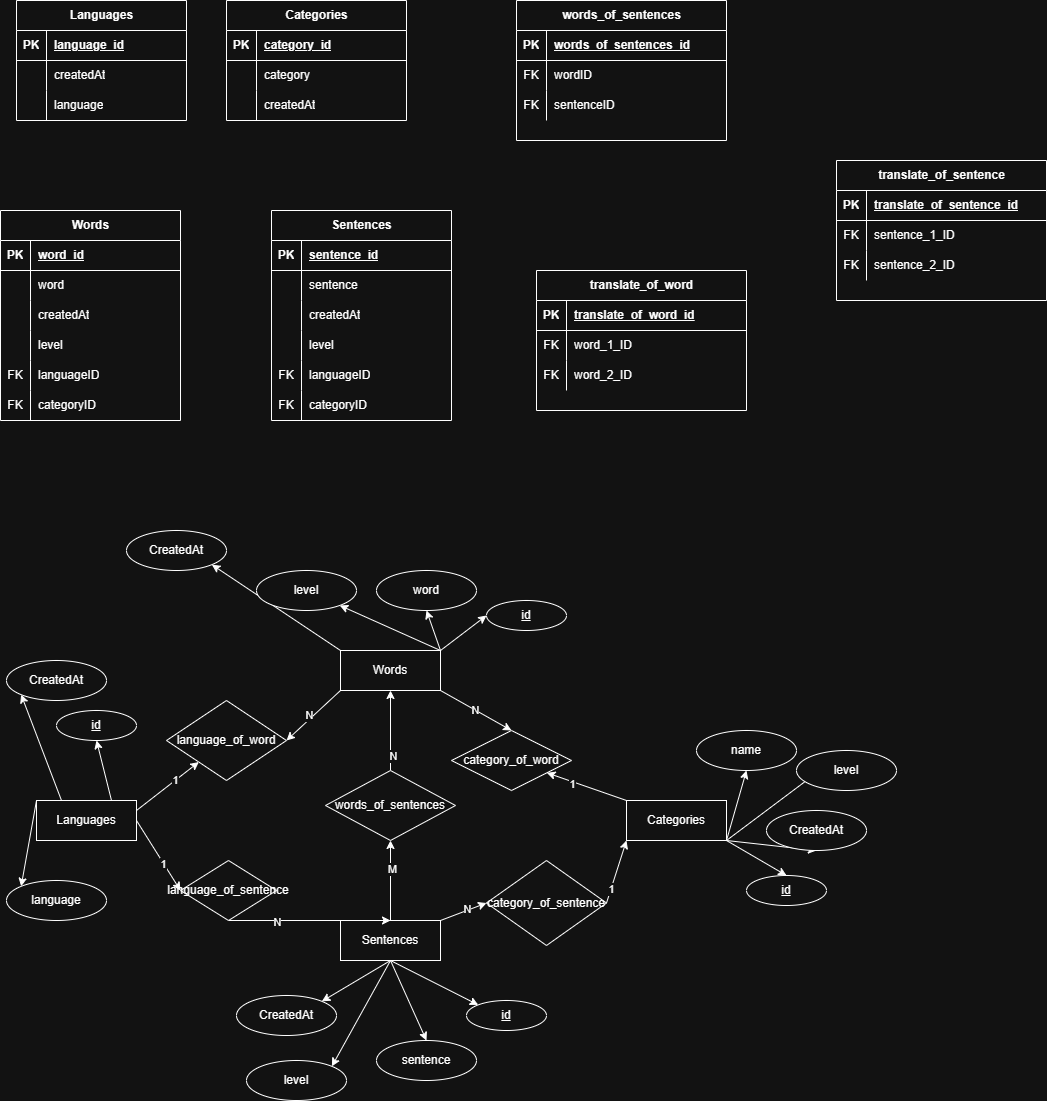 Languages
PK language_id
createdAt
language
Categories
PK category_id
category
createdAt
words_of_sentences
PK words_of_sentences_id
FK wordID
FK sentenceID
translate_of_sentence
PK translate_of_sentence_id
FK sentence_1_ID
FK sentence_2_ID
Words
PK word_id
word
createdAt
level
FK languageID
FK categoryID
Sentences
PK sentence_id
sentence
createdAt
level
FK languageID
FK categoryID
translate_of_word
PK translate_of_word_id
FK word_1_ID
FK word_2_ID
CreatedAt
level
word
id
Words
CreatedAt
id
N
N
language_of_word
category_of_word
name
level
N
1
1
words_of_sentences
Languages
Categories
CreatedAt
1
M
language_of_sentence
1
id
language
category_of_sentence
N
N
Sentences
CreatedAt
id
sentence
level